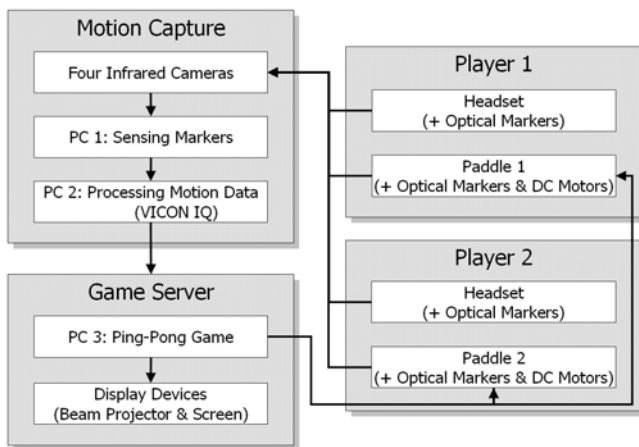 Motion Capture
Four Infrared Cameras
PC 1: Sensing Markers
PC 2: Processing Motion Data
(VICON IQ)
Game Server
PC 3: Ping-Pong Game
Display Devices
(Beam Projector & Screen)
Player 1
Headset
(+ Optical Markers)
Paddle 1
(+ Optical Markers & DC Motors)
Player 2
Headset
(+ Optical Markers)
Paddle 2
(+ Optical Markers & DC Motors)